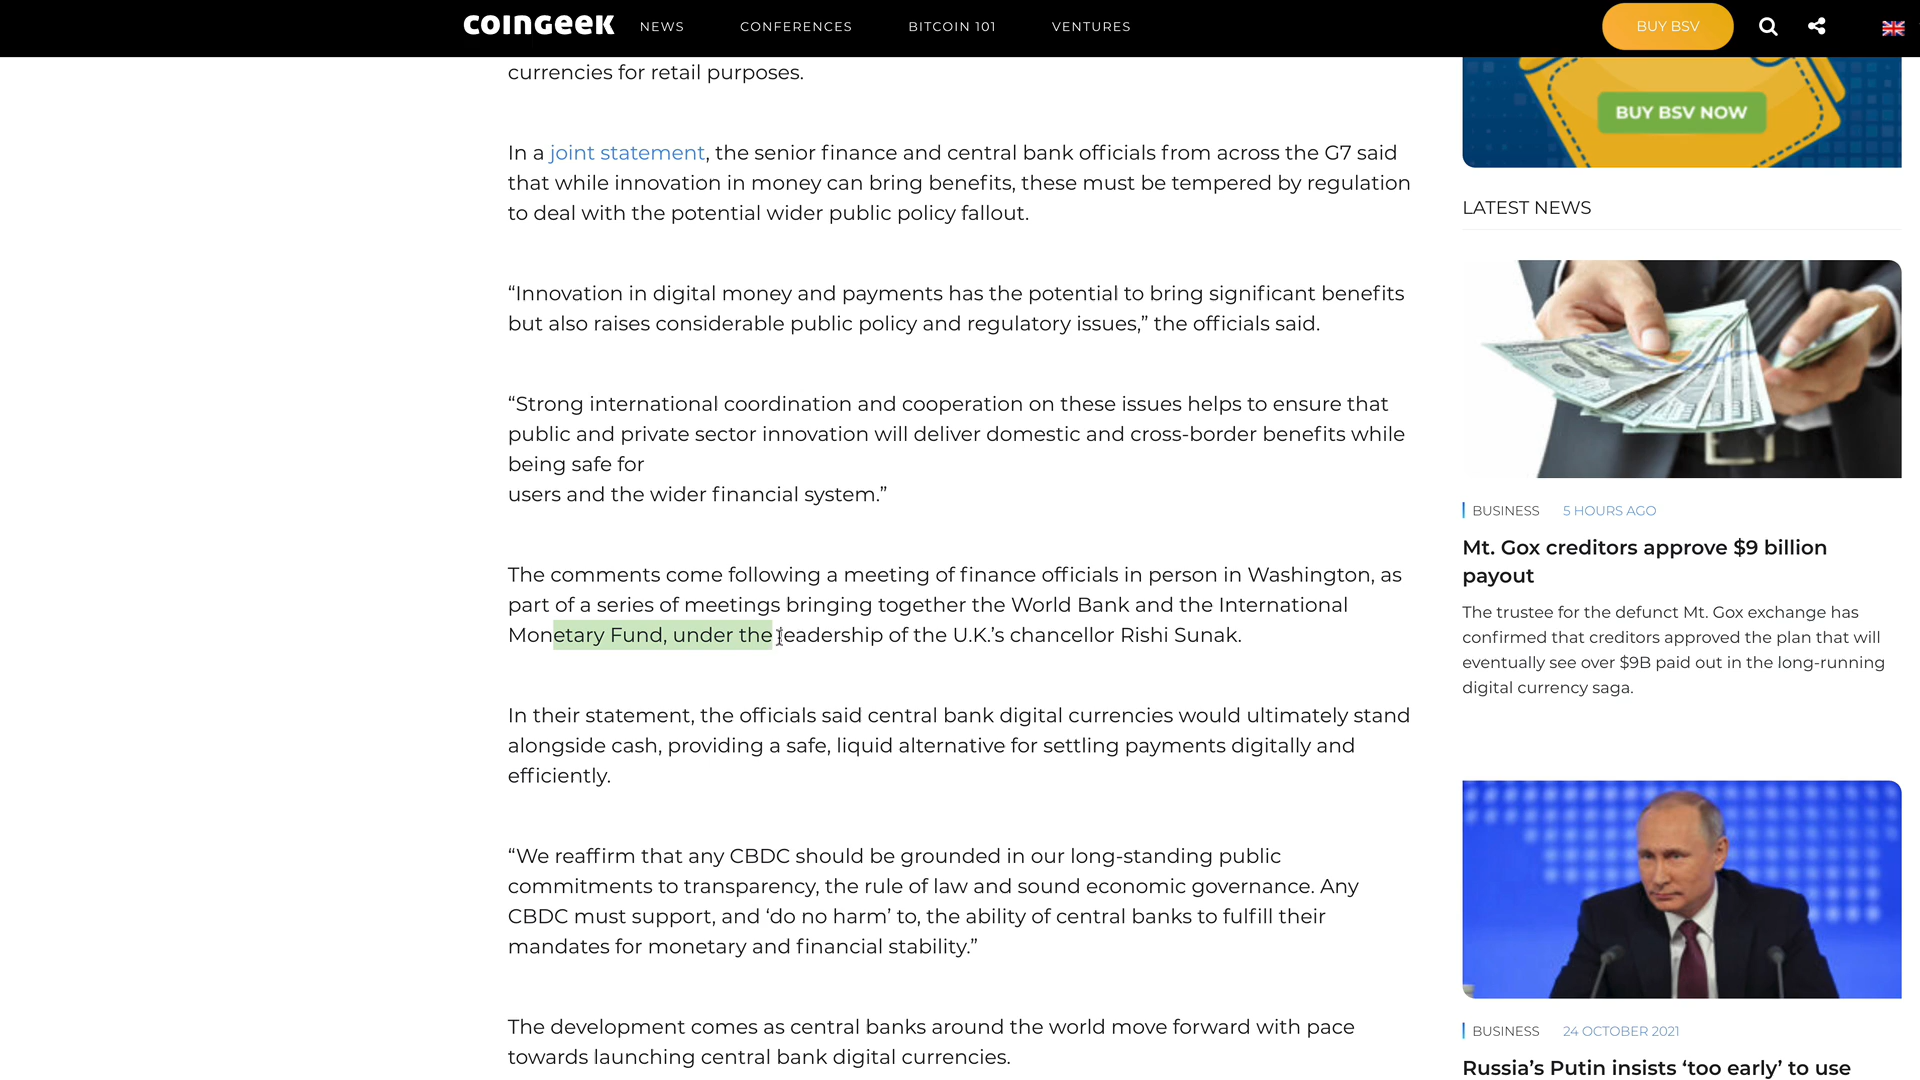 COINGEEK
NEWS
CONFERENCES
BITCOIN 101
VENTURES
BUY BSV
currencies for retail purposes.
In a joint statement, the senior finance and central bank officials from across the G7 said
that while innovation in money can bring benefits, these must be tempered by regulation
to deal with the potential wider public policy fallout.
“Innovation in digital money and payments has the potential to bring significant benefits
but also raises considerable public policy and regulatory issues,” the officials said.
“Strong international coordination and cooperation on these issues helps to ensure that
public and private sector innovation will deliver domestic and cross-border benefits while
being safe for
users and the wider financial system.”
The comments come following a meeting of finance officials in person in Washington, as
part of a series of meetings bringing together the World Bank and the International
Monetary Fund, under the leadership of the U.K.’s chancellor Rishi Sunak.
In their statement, the officials said central bank digital currencies would ultimately stand
alongside cash, providing a safe, liquid alternative for settling payments digitally and
efficiently.
“We reaffirm that any CBDC should be grounded in our long-standing public
commitments to transparency, the rule of law and sound economic governance. Any
CBDC must support, and ‘do no harm’ to, the ability of central banks to fulfill their
mandates for monetary and financial stability.”
The development comes as central banks around the world move forward with pace
towards launching central bank digital currencies.
BUY BSV NOW
LATEST NEWS
BUSINESS 5 HOURS AGO
Mt. Gox creditors approve $9 billion
payout
The trustee for the defunct Mt. Gox exchange has
confirmed that creditors approved the plan that will
eventually see over $9B paid out in the long-running
digital currency saga.
BUSINESS 24 OCTOBER 2021
Russia’s Putin insists ‘too early’ to use